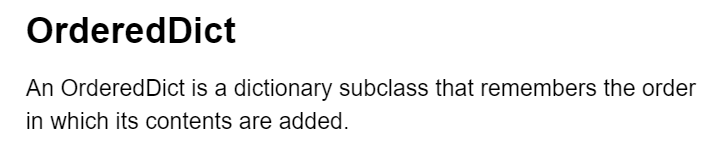 OrderedDict
An OrderedDict is a dictionary subclass that remembers the order
in which its contents are added.